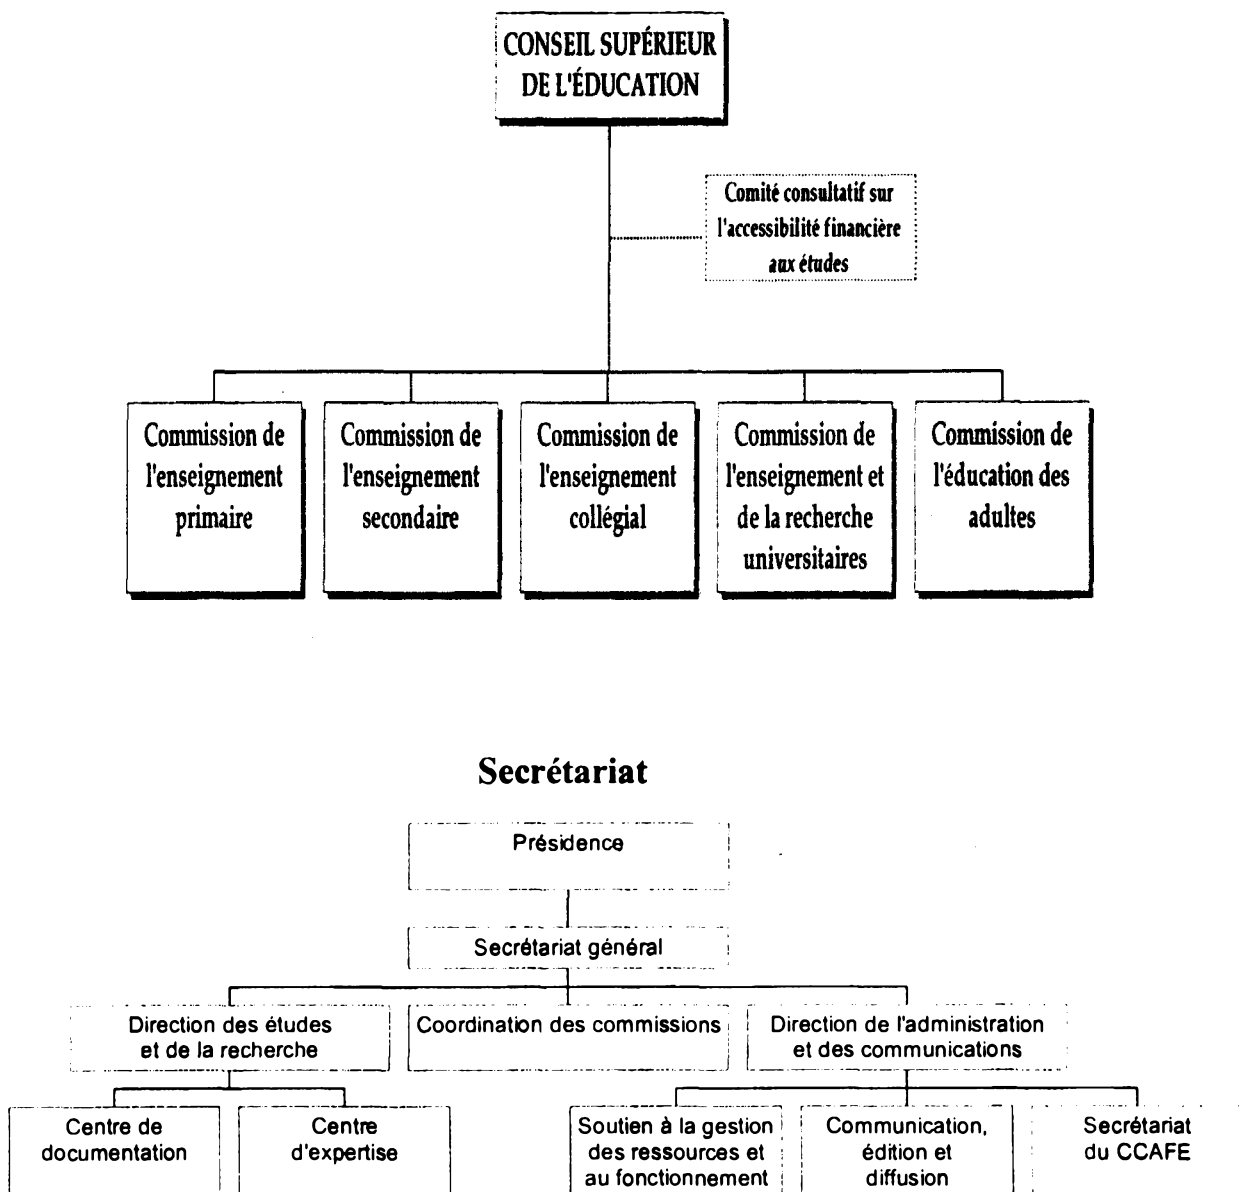 CONSEIL SUPÉRIEUR
DE L'ÉDUCATION
Comité consultatif sur
l'accessibilité financière
aux études
Commission de
l'enseignement
primaire
Commission de
l'enseignement
secondaire
Commission de
l'enseignement
collégial
Commission de
l'enseignement et
de la recherche
universitaires
Commission de
l'éducation des
adultes
Secrétariat
Présidence
Secrétariat général
Direction des études
et de la recherche
Coordination des commissions
Direction de l'administration
et des communications
Centre de
documentation
Centre
d'expertise
Soutien à la gestion
des ressources et
au fonctionnement
Communication,
édition et
diffusion
Secrétariat
du CCAFE